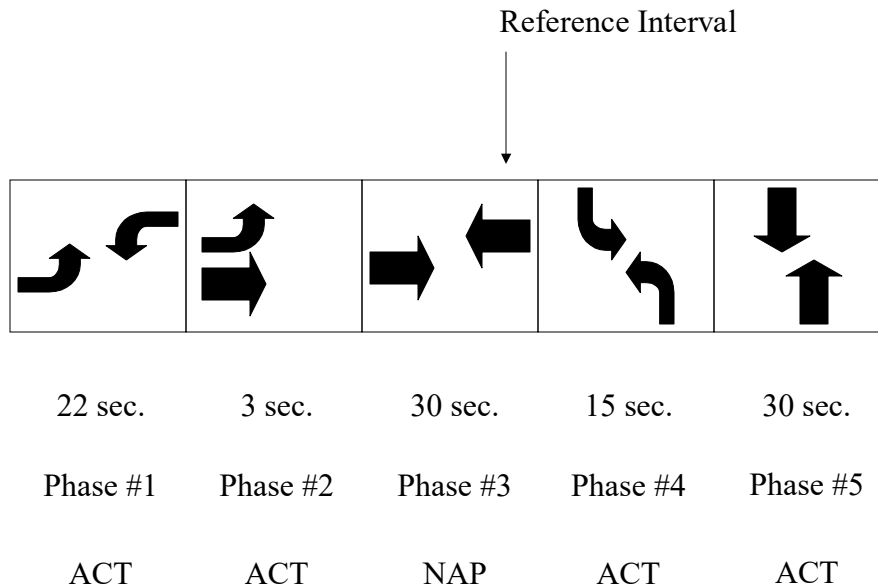 Reference Interval
22 sec. 3 sec. 30 sec. 15 sec. 30 sec.
Phase #1 Phase #2 Phase #3 Phase #4 Phase #5
ACT ACT NAP ACT ACT